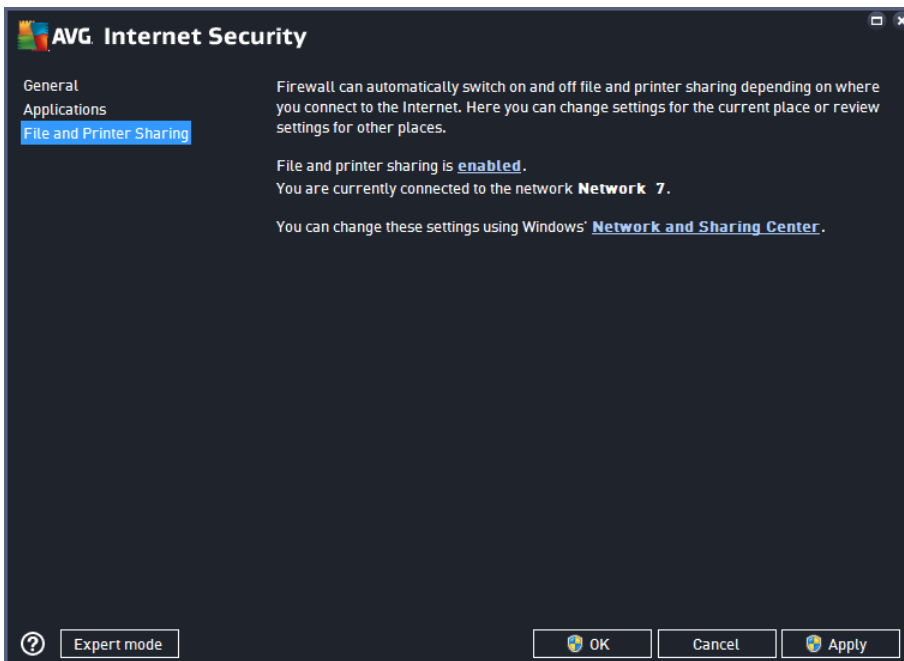 AVG Internet Security
General
Applications
File and Printer Sharing
Firewall can automatically switch on and off file and printer sharing depending on where
you connect to the Internet. Here you can change settings for the current place or review
settings for other places.
File and printer sharing is enabled.
You are currently connected to the network Network 7.
You can change these settings using Windows' Network and Sharing Center.
? Expert mode
OK
Cancel
Apply